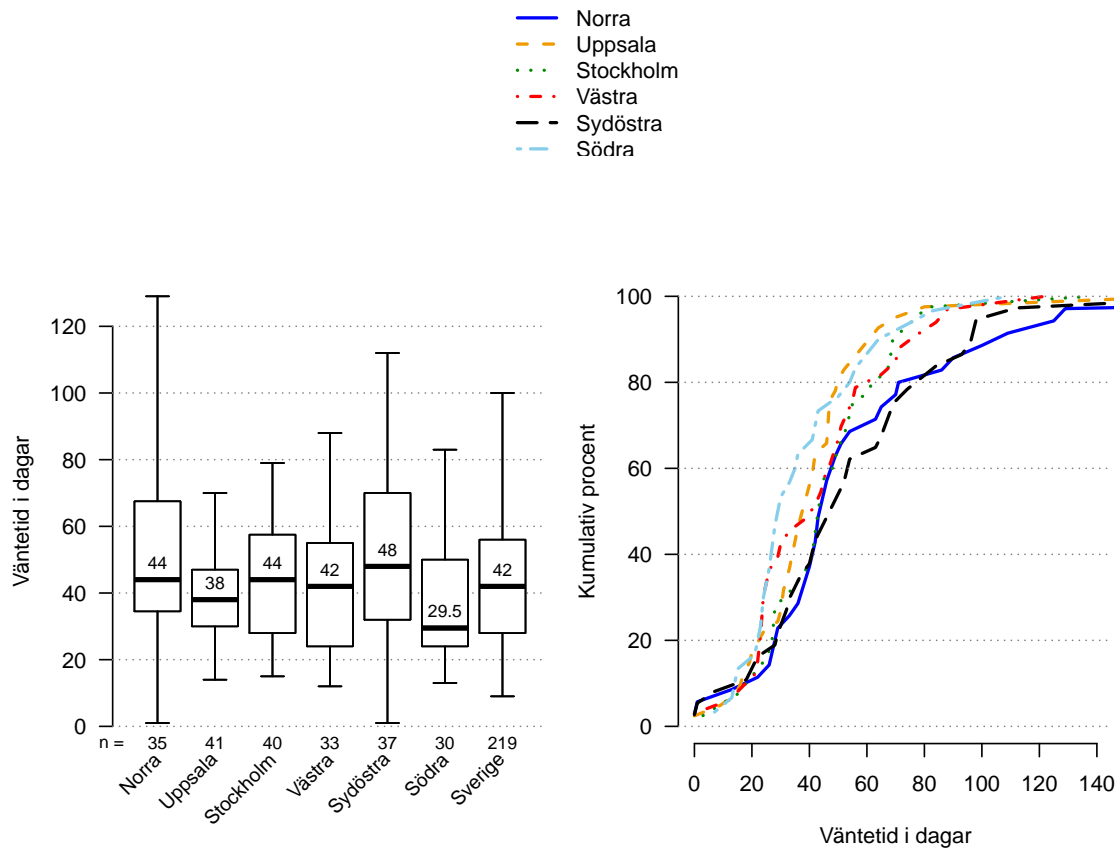 Norra
Uppsala
Stockholm
Västra
Sydöstra
Södra
Väntetid i dagar
120
100
80
60
40
20
0
44
38
44
42
48
29.5
42
n = 35 41 40 33 37 30 219
Norra Uppsala Stockholm Västra Sydöstra Södra Sverige
Kumulativ procent
100
80
60
40
20
0
0 20 40 60 80 100 120 140
Väntetid i dagar